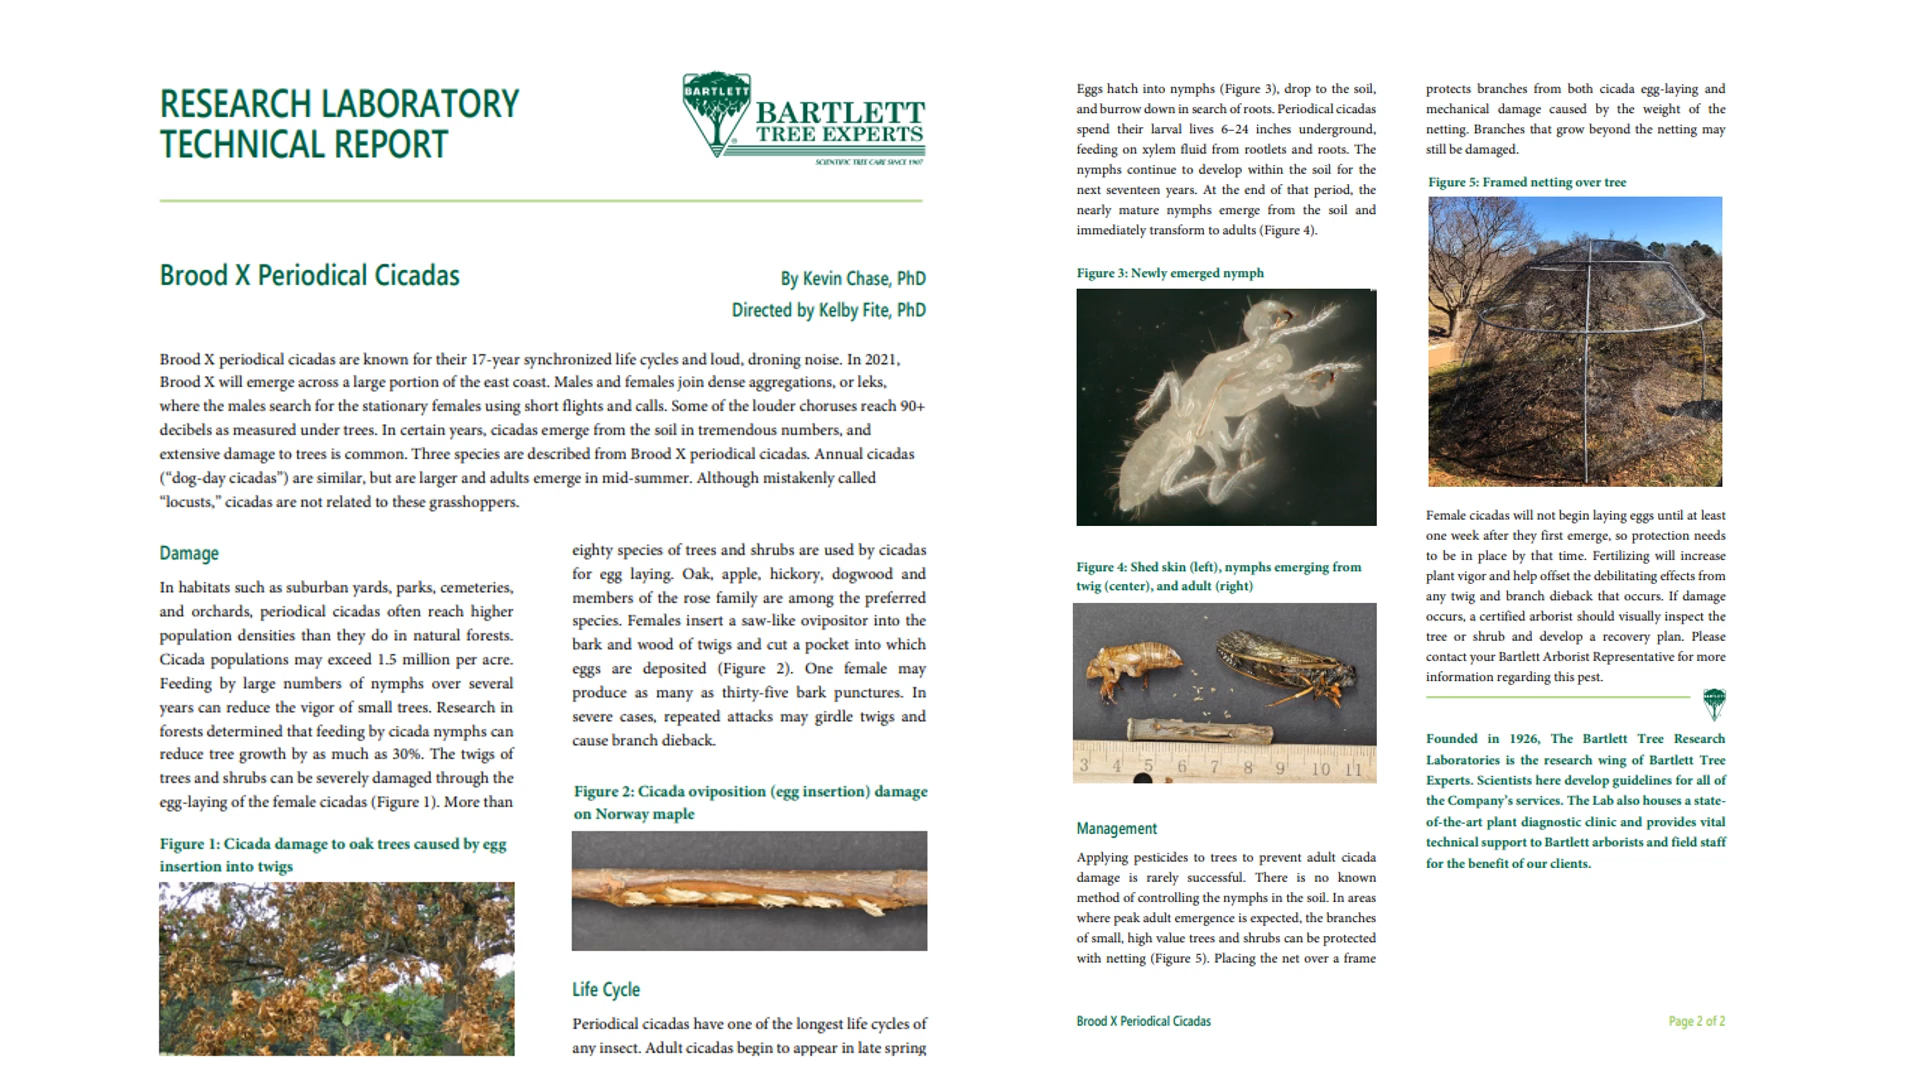 RESEARCH LABORATORY
TECHNICAL REPORT
BARTLETT
BARTLETT
TREE EXPERTS
SCIENTIFIC TREE CARE SINCE 1907
Brood X Periodical Cicadas
By Kevin Chase, PhD
Directed by Kelby Fite, PhD
Brood X periodical cicadas are known for their 17-year synchronized life cycles and loud, droning noise. In 2021,
Brood X will emerge across a large portion of the east coast. Males and females join dense aggregations, or leks,
where the males search for the stationary females using short flights and calls. Some of the louder choruses reach 90+
decibels as measured under trees. In certain years, cicadas emerge from the soil in tremendous numbers, and
extensive damage to trees is common. Three species are described from Brood X periodical cicadas. Annual cicadas
(“dog-day cicadas”) are similar, but are larger and adults emerge in mid-summer. Although mistakenly called
“locusts,” cicadas are not related to these grasshoppers.
Damage
In habitats such as suburban yards, parks, cemeteries,
and orchards, periodical cicadas often reach higher
population densities than they do in natural forests.
Cicada populations may exceed 1.5 million per acre.
Feeding by large numbers of nymphs over several
years can reduce the vigor of small trees. Research in
forests determined that feeding by cicada nymphs can
reduce tree growth by as much as 30%. The twigs of
trees and shrubs can be severely damaged through the
egg-laying of the female cicadas (Figure 1). More than
Figure 1: Cicada damage to oak trees caused by egg
insertion into twigs
eighty species of trees and shrubs are used by cicadas
for egg laying. Oak, apple, hickory, dogwood and
members of the rose family are among the preferred
species. Females insert a saw-like ovipositor into the
bark and wood of twigs and cut a pocket into which
eggs are deposited (Figure 2). One female may
produce as many as thirty-five bark punctures. In
severe cases, repeated attacks may girdle twigs and
cause branch dieback.
Figure 2: Cicada oviposition (egg insertion) damage
on Norway maple
Life Cycle
Periodical cicadas have one of the longest life cycles of
any insect. Adult cicadas begin to appear in late spring
Eggs hatch into nymphs (Figure 3), drop to the soil,
and burrow down in search of roots. Periodical cicadas
spend their larval lives 6–24 inches underground,
feeding on xylem fluid from rootlets and roots. The
nymphs continue to develop within the soil for the
next seventeen years. At the end of that period, the
nearly mature nymphs emerge from the soil and
immediately transform to adults (Figure 4).
Figure 3: Newly emerged nymph
Figure 4: Shed skin (left), nymphs emerging from
twig (center), and adult (right)
3 4 5 6 7 8 9 10 11
Management
Applying pesticides to trees to prevent adult cicada
damage is rarely successful. There is no known
method of controlling the nymphs in the soil. In areas
where peak adult emergence is expected, the branches
of small, high value trees and shrubs can be protected
with netting (Figure 5). Placing the net over a frame
protects branches from both cicada egg-laying and
mechanical damage caused by the weight of the
netting. Branches that grow beyond the netting may
still be damaged.
Figure 5: Framed netting over tree
Female cicadas will not begin laying eggs until at least
one week after they first emerge, so protection needs
to be in place by that time. Fertilizing will increase
plant vigor and help offset the debilitating effects from
any twig and branch dieback that occurs. If damage
occurs, a certified arborist should visually inspect the
tree or shrub and develop a recovery plan. Please
contact your Bartlett Arborist Representative for more
information regarding this pest.
BARTLETT
Founded in 1926, The Bartlett Tree Research
Laboratories is the research wing of Bartlett Tree
Experts. Scientists here develop guidelines for all of
the Company’s services. The Lab also houses a state-
of-the-art plant diagnostic clinic and provides vital
technical support to Bartlett arborists and field staff
for the benefit of our clients.
Brood X Periodical Cicadas
Page 2 of 2